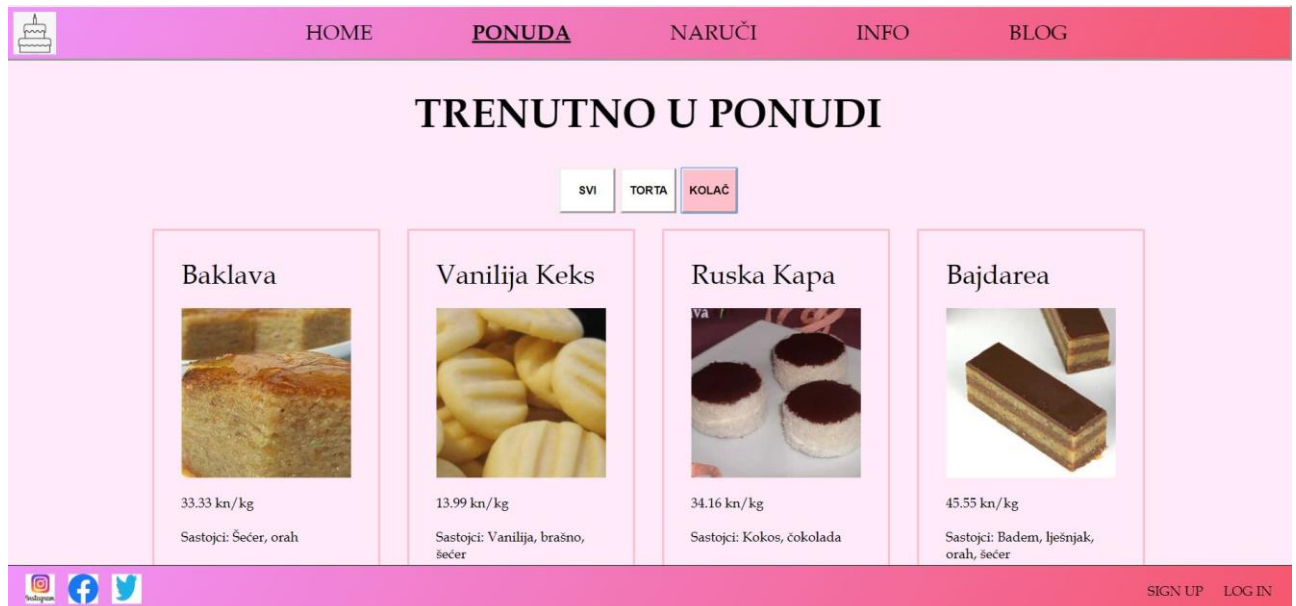 HOME PONUDA NARUČI INFO BLOG
TRENUTNO U PONUDI
SVI TORTA KOLAČ
Baklava
33.33 kn/kg
Sastojci: Šećer, orah
Vanilija Keks
13.99 kn/kg
Sastojci: Vanilija, brašno,
šećer
Ruska Kapa
va
34.16 kn/kg
Sastojci: Kokos, čokolada
Bajdarea
45.55 kn/kg
Sastojci: Badem, lješnjak,
orah, šećer
Instagram
SIGN UP LOG IN